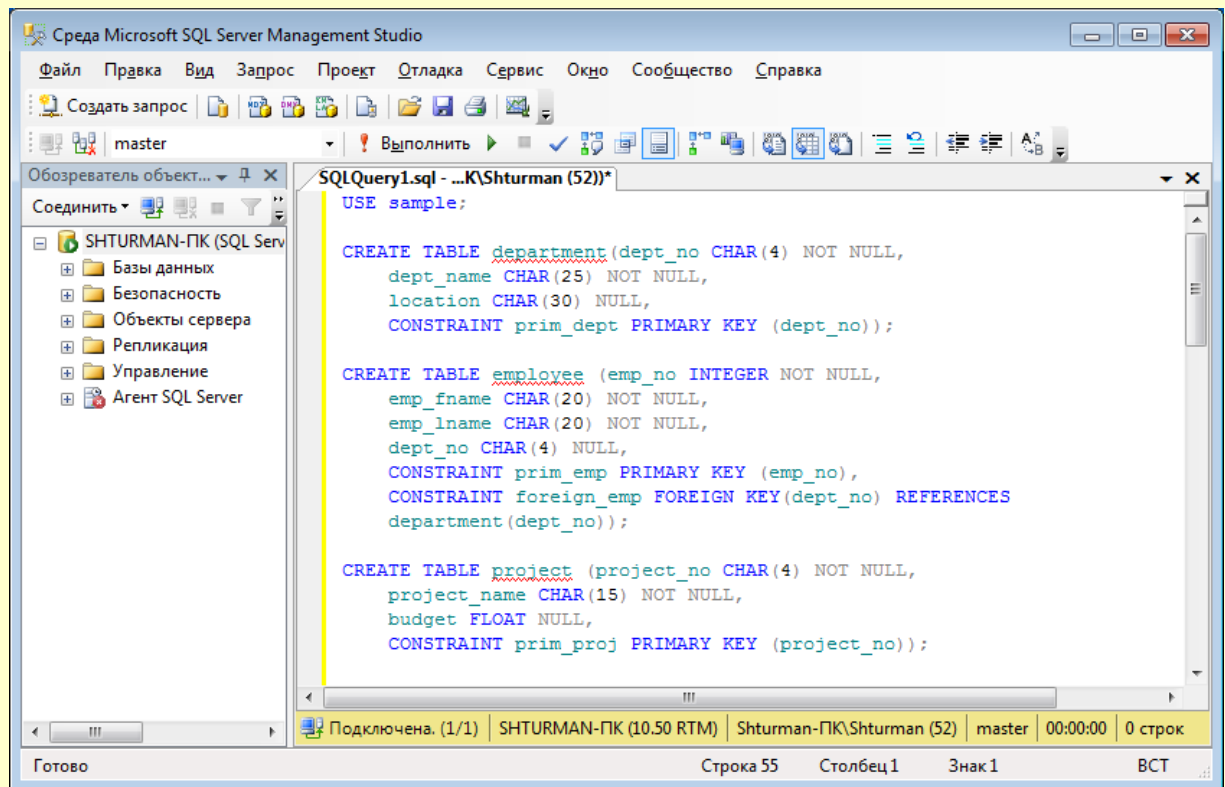 Среда Microsoft SQL Server Management Studio
Файл Правка Вид Запрос Проект Отладка Сервис Окно Сообщество Справка
Создать запрос
master Выполнить
Обозреватель объект...
Соединить
SHTURMAN-ПК (SQL Serv
Базы данных
Безопасность
Объекты сервера
Репликация
Управление
Агент SQL Server
SQLQuery1.sql - ...K\Shturman (52))*
USE sample;
CREATE TABLE department(dept_no CHAR(4) NOT NULL,
dept_name CHAR(25) NOT NULL,
location CHAR(30) NULL,
CONSTRAINT prim_dept PRIMARY KEY (dept_no));
CREATE TABLE employee (emp_no INTEGER NOT NULL,
emp_fname CHAR(20) NOT NULL,
emp_lname CHAR(20) NOT NULL,
dept_no CHAR(4) NULL,
CONSTRAINT prim_emp PRIMARY KEY (emp_no),
CONSTRAINT foreign_emp FOREIGN KEY(dept_no) REFERENCES
department(dept_no));
CREATE TABLE project (project_no CHAR(4) NOT NULL,
project_name CHAR(15) NOT NULL,
budget FLOAT NULL,
CONSTRAINT prim_proj PRIMARY KEY (project_no));
Подключена. (1/1) SHTURMAN-ПК (10.50 RTM) Shturman-ПК\Shturman (52) master 00:00:00 0 строк
Готово Строка 55 Столбец 1 Знак 1 ВСТ